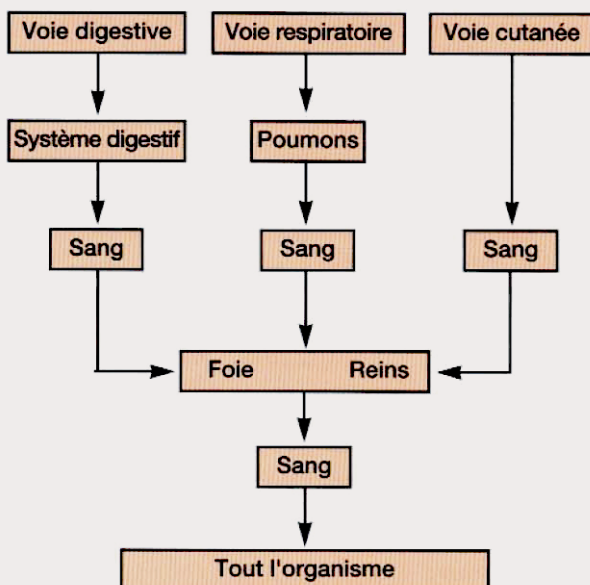 Voie digestive
Voie respiratoire
Voie cutanée
Système digestif
Poumons
Sang
Sang
Sang
Foie Reins
Sang
Tout l'organisme